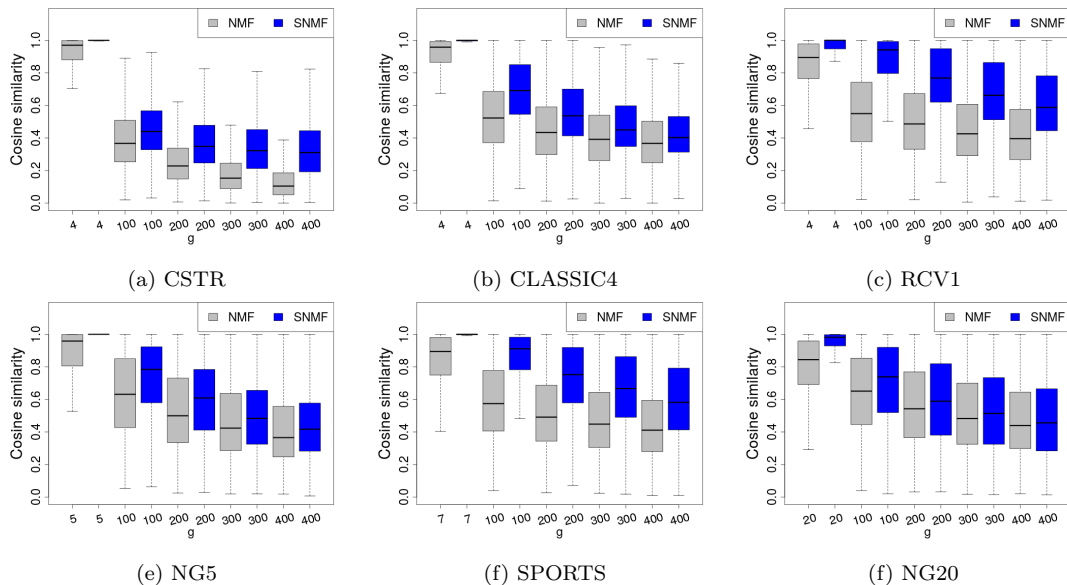 NMF SNMF NMF SNMF NMF SNMF
Cosine similarity
0.0 0.2 0.4 0.6 0.8 1.0
4 4 100 100 200 200 300 300 400 400
g
Cosine similarity
0.0 0.2 0.4 0.6 0.8 1.0
4 4 100 100 200 200 300 300 400 400
g
Cosine similarity
0.0 0.2 0.4 0.6 0.8 1.0
4 4 100 100 200 200 300 300 400 400
g
(a) CSTR (b) CLASSIC4 (c) RCV1
NMF SNMF NMF SNMF NMF SNMF
Cosine similarity
0.0 0.2 0.4 0.6 0.8 1.0
5 5 100 100 200 200 300 300 400 400
g
Cosine similarity
0.0 0.2 0.4 0.6 0.8 1.0
7 7 100 100 200 200 300 300 400 400
g
Cosine similarity
0.0 0.2 0.4 0.6 0.8 1.0
20 20 100 100 200 200 300 300 400 400
g
(e) NG5 (f) SPORTS (f) NG20